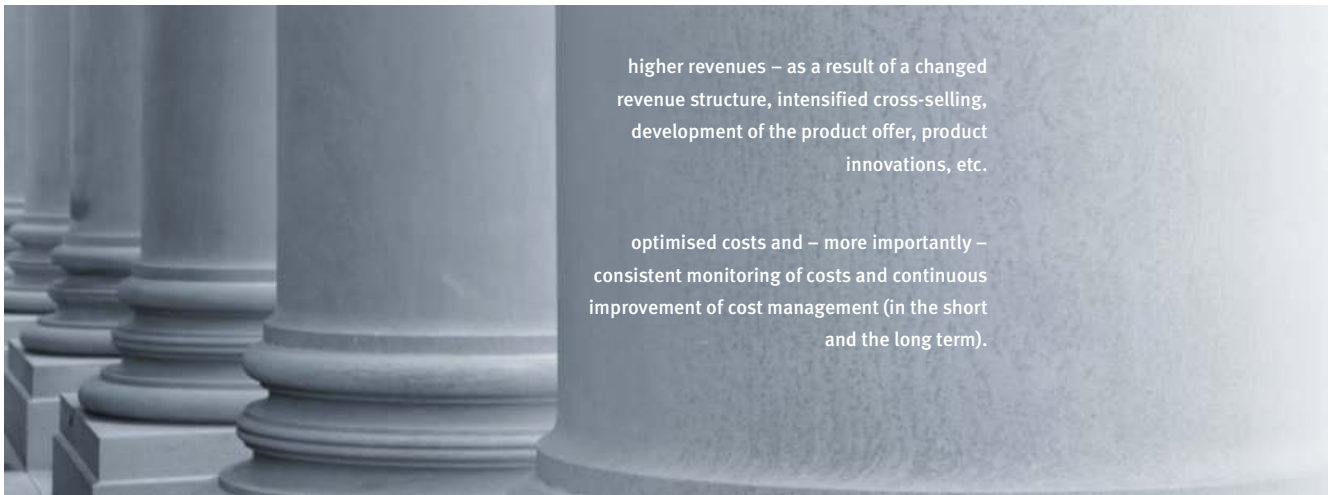 higher revenues – as a result of a changed
revenue structure, intensified cross-selling,
development of the product offer, product
innovations, etc.
optimised costs and – more importantly –
consistent monitoring of costs and continuous
improvement of cost management (in the short
and the long term).